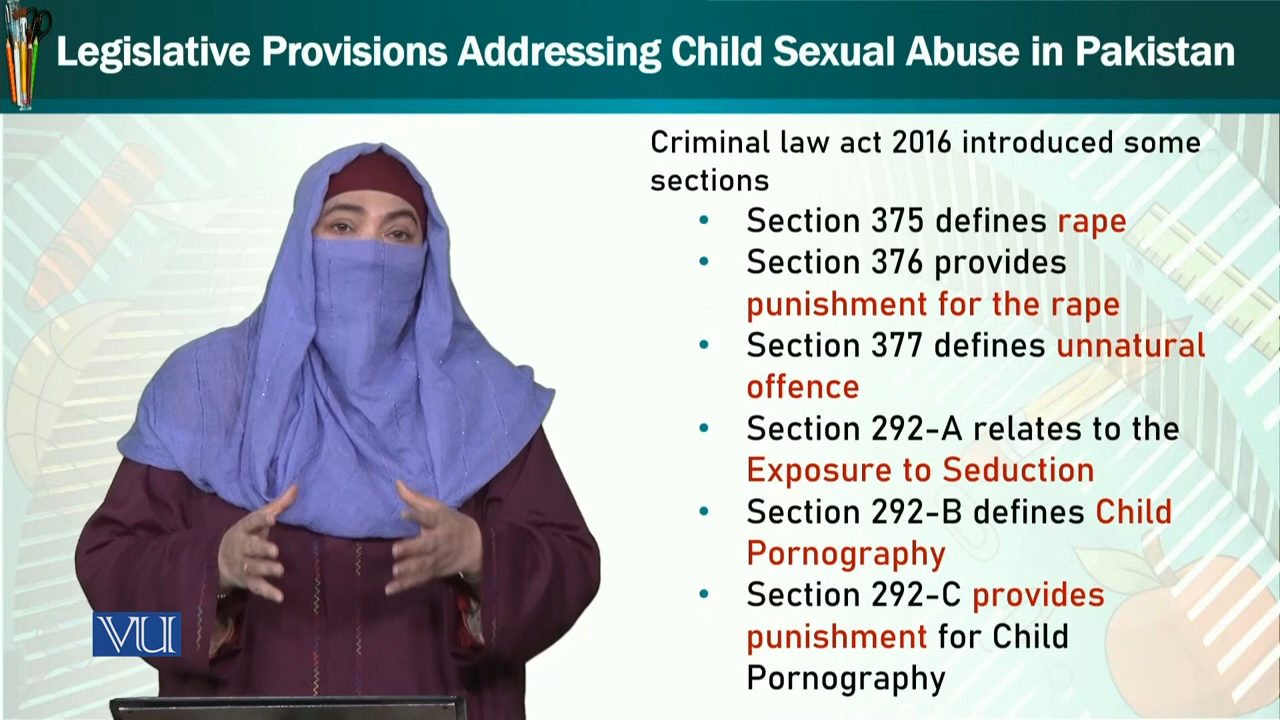 Legislative Provisions Addressing Child Sexual Abuse in Pakistan
Criminal law act 2016 introduced some
sections
• Section 375 defines rape
• Section 376 provides
punishment for the rape
• Section 377 defines unnatural
offence
• Section 292-A relates to the
Exposure to Seduction
• Section 292-B defines Child
Pornography
• Section 292-C provides
punishment for Child
Pornography
VU